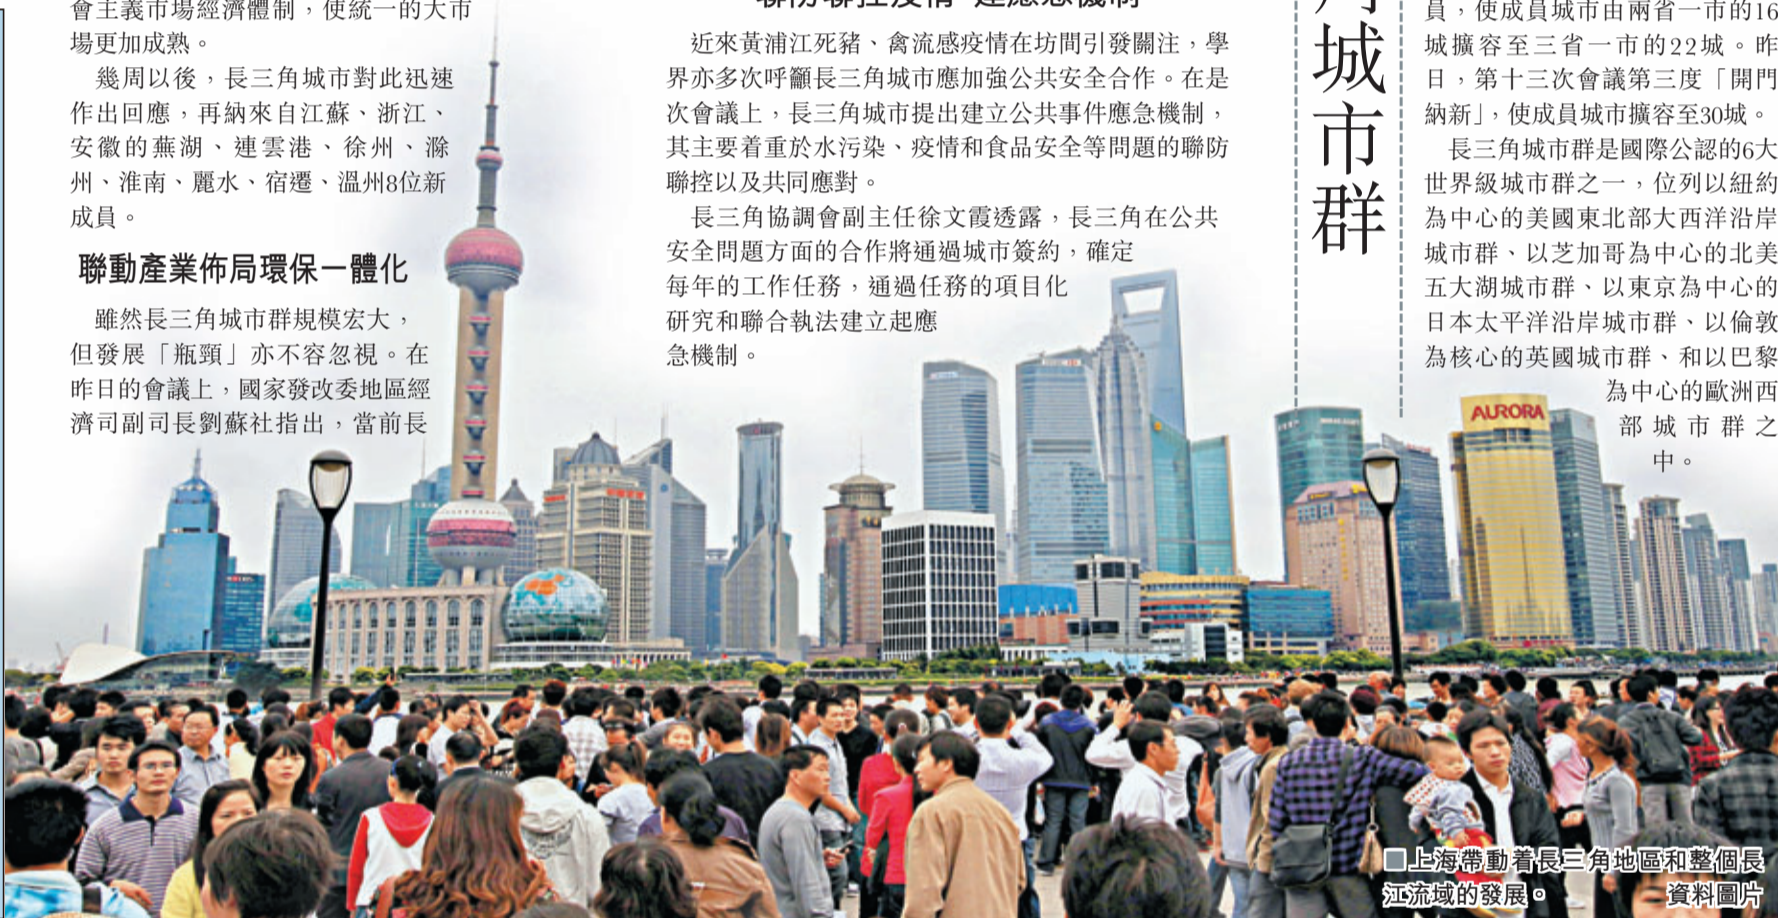 會主義市場經濟體制，使統一的大市
場更加成熟。
幾周以後，長三角城市對此迅速
作出回應，再納來自江蘇、浙江、
安徽的蕪湖、連雲港、徐州、滁
州、淮南、麗水、宿遷、溫州8位新
成員。
聯動產業佈局環保一體化
雖然長三角城市群規模宏大，
但發展「瓶頸」亦不容忽視。在
昨日的會議上，國家發改委地區經
濟司副司長劉蘇社指出，當前長
聯防聯控疫情 建應急機制
近來黃浦江死豬、禽流感疫情在坊間引發關注，學
界亦多次呼籲長三角城市應加強公共安全合作。在是
次會議上，長三角城市提出建立公共事件應急機制，
其主要着重於水污染、疫情和食品安全等問題的聯防
聯控以及共同應對。
長三角協調會副主任徐文霞透露，長三角在公共
安全問題方面的合作將通過城市簽約，確定
每年的工作任務，通過任務的項目化
研究和聯合執法建立起應
急機制。
角城市群
員，使成員城市由兩省一市的16
城擴容至三省一市的22城。昨
日，第十三次會議第三度「開門
納新」，使成員城市擴容至30城。
長三角城市群是國際公認的6大
世界級城市群之一，位列以紐約
為中心的美國東北部大西洋沿岸
城市群、以芝加哥為中心的北美
五大湖城市群、以東京為中心的
日本太平洋沿岸城市群、以倫敦
為核心的英國城市群、和以巴黎
為中心的歐洲西
部城市群之
中。
AURORA
■上海帶動着長三角地區和整個長
江流域的發展。 資料圖片